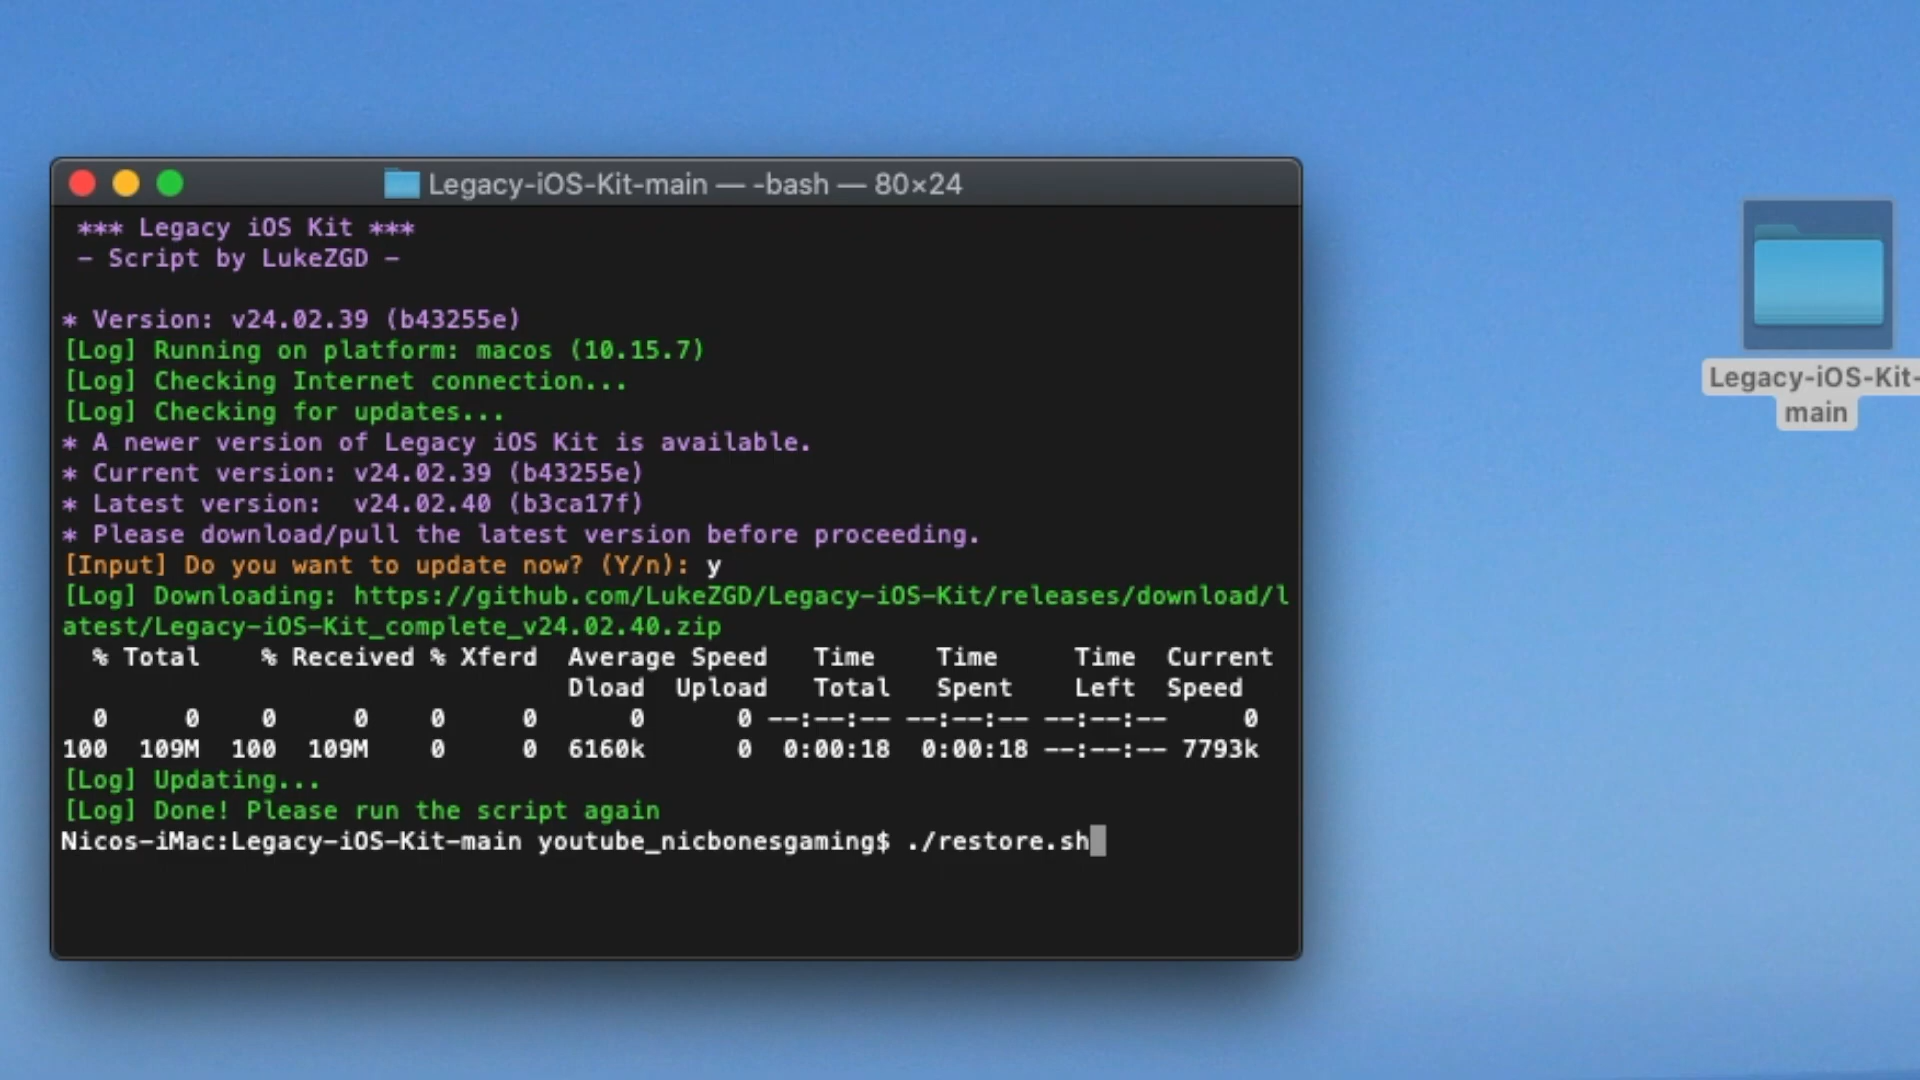 Legacy-iOS-Kit-main — -bash — 80×24
*** Legacy iOS Kit ***
- Script by LukeZGD -
* Version: v24.02.39 (b43255e)
[Log] Running on platform: macos (10.15.7)
[Log] Checking Internet connection...
[Log] Checking for updates...
* A newer version of Legacy iOS Kit is available.
* Current version: v24.02.39 (b43255e)
* Latest version:  v24.02.40 (b3ca17f)
* Please download/pull the latest version before proceeding.
[Input] Do you want to update now? (Y/n): y
[Log] Downloading: https://github.com/LukeZGD/Legacy-iOS-Kit/releases/download/l
atest/Legacy-iOS-Kit_complete_v24.02.40.zip
% Total    % Received % Xferd  Average Speed   Time    Time     Time  Current
Dload  Upload   Total   Spent    Left  Speed
0     0    0     0    0     0      0      0 --:--:-- --:--:-- --:--:--     0
100  109M  100  109M    0     0  6160k      0  0:00:18  0:00:18 --:--:-- 7793k
[Log] Updating...
[Log] Done! Please run the script again
Nicos-iMac:Legacy-iOS-Kit-main youtube_nicbonesgaming$ ./restore.sh
Legacy-iOS-Kit-
main